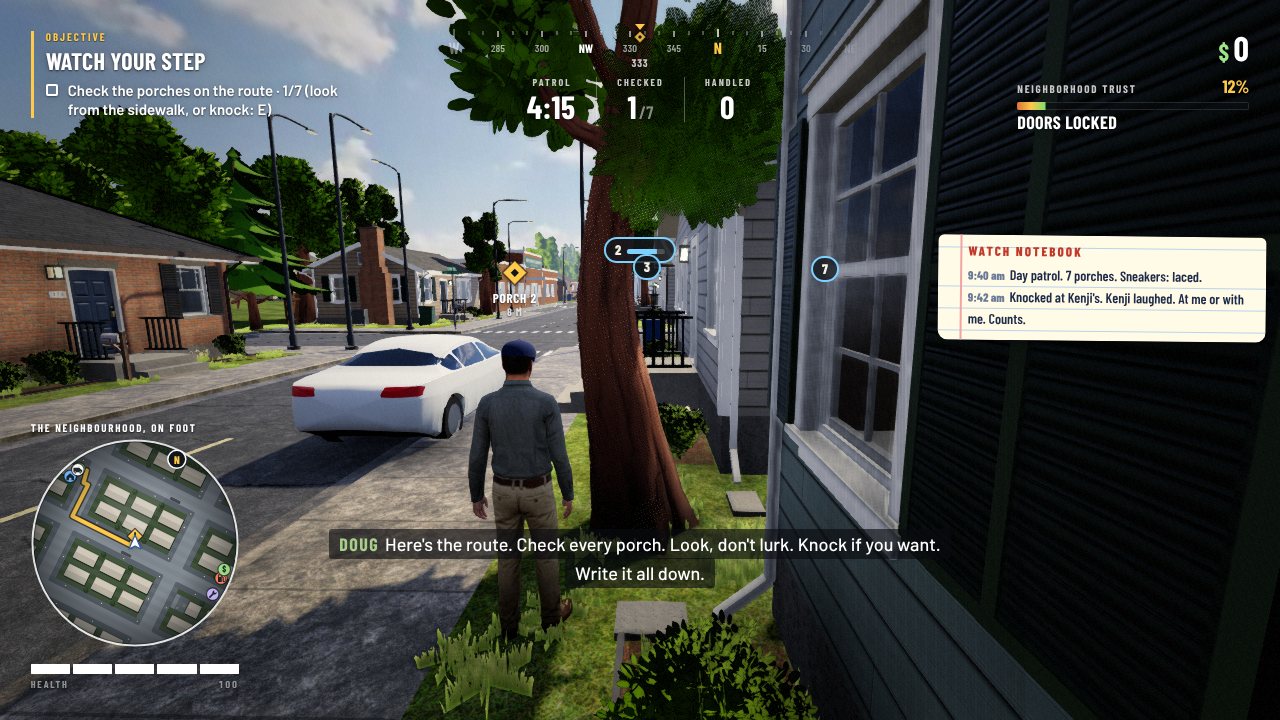 OBJECTIVE
WATCH YOUR STEP
Check the porches on the route · 1/7 (look
from the sidewalk, or knock: E)
285 300 NW 330 345 N 15 30
333
PATROL CHECKED HANDLED
4:15 1/7 0
$0
NEIGHBORHOOD TRUST 12%
DOORS LOCKED
2
3
7
PORCH 2
8 M
WATCH NOTEBOOK
9:40 am Day patrol. 7 porches. Sneakers: laced.
9:42 am Knocked at Kenji's. Kenji laughed. At me or with
me. Counts.
THE NEIGHBOURHOOD, ON FOOT
N
$
DOUG Here's the route. Check every porch. Look, don't lurk. Knock if you want.
Write it all down.
HEALTH 100